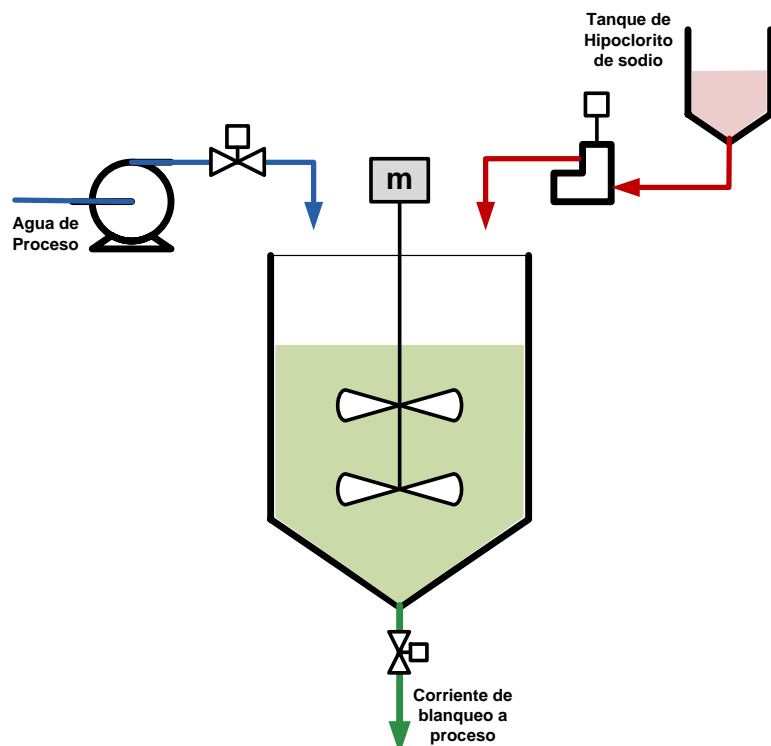 Tanque de
Hipoclorito
de sodio
m
Agua de
Proceso
Corriente de
blanqueo a
proceso